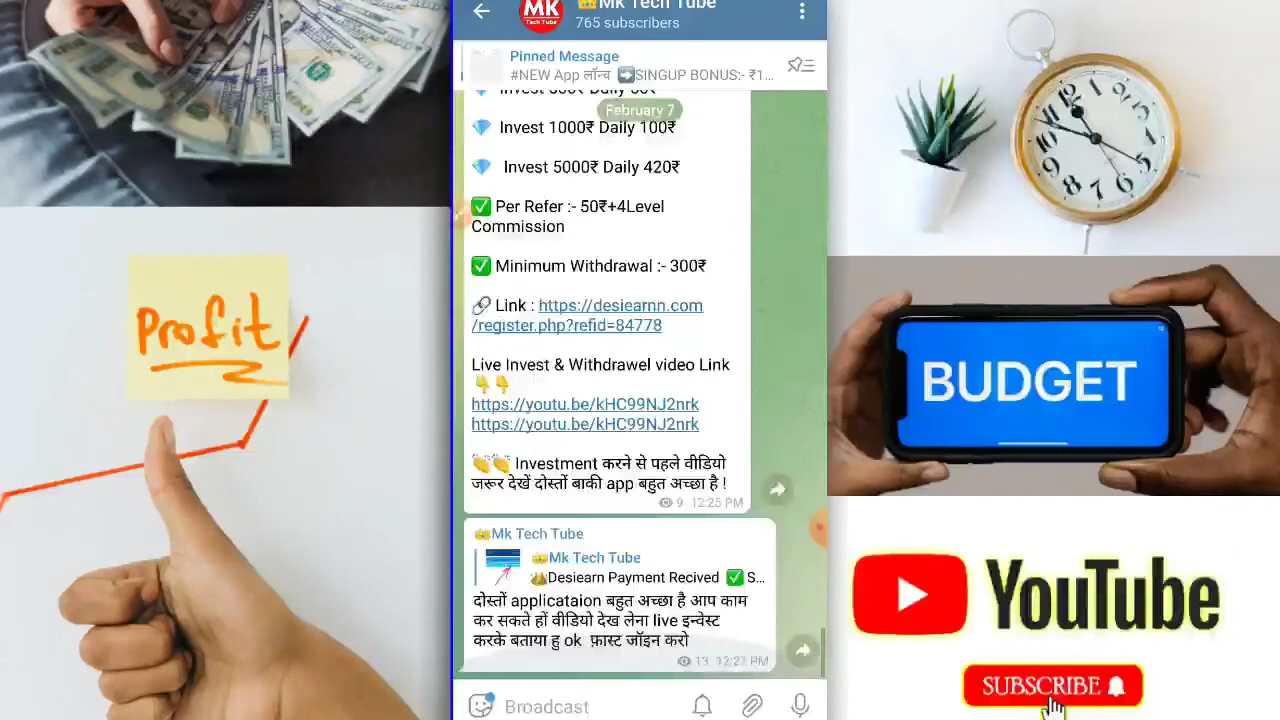 MK
Tech Tube
👑Mk Tech Tube
765 subscribers
Pinned Message
#NEW App लॉन्च ➡️SINGUP BONUS:- ₹1...
February 7
💎 Invest 1000₹ Daily 100₹
💎 Invest 5000₹ Daily 420₹
✅ Per Refer :- 50₹+4Level
Commission
✅ Minimum Withdrawal :- 300₹
🔗 Link : https://desiearnn.com
/register.php?refid=84778
Live Invest & Withdrawel video Link
👇👇
https://youtu.be/kHC99NJ2nrk
https://youtu.be/kHC99NJ2nrk
👏👏 Investment करने से पहले वीडियो
जरूर देखें दोस्तों बाकी app बहुत अच्छा है !
9 12:25 PM
👑Mk Tech Tube
👑Mk Tech Tube
👑Desiearn Payment Recived ✅ S...
दोस्तों applicataion बहुत अच्छा है आप काम
कर सकते हों वीडियो देख लेना live इन्वेस्ट
करके बताया हु ok फ़ास्ट जॉइन करो
13 12:27 PM
Broadcast
Profit
BUDGET
YouTube
SUBSCRIBE